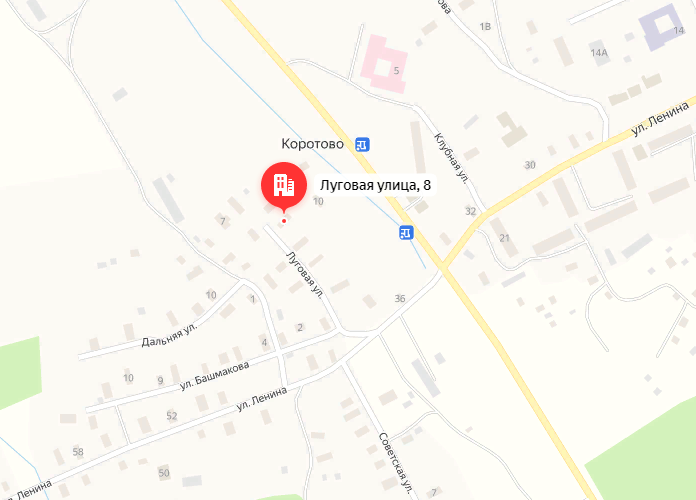 ова
1В
14
14А
5
ул. Ленина
Клубная ул.
Коротово
30
Луговая улица, 8
10
32
7
21
Луговая ул.
10
1
36
2
Дальняя ул.
4
10
9
ул. Башмакова
ул. Ленина
52
Советская ул.
58
50
ул. Ленина
7